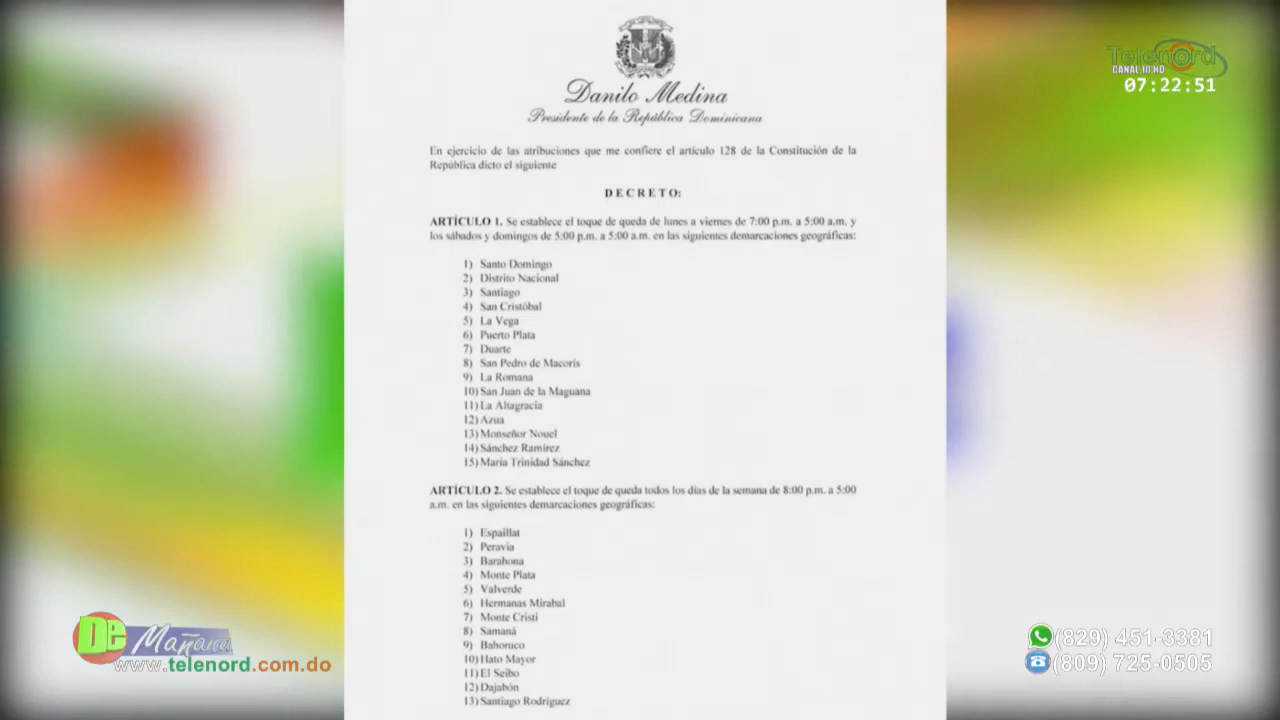 Danilo Medina
Presidente de la República Dominicana
En ejercicio de las atribuciones que me confiere el artículo 128 de la Constitución de la
República dicto el siguiente
DECRETO:
ARTÍCULO 1. Se establece el toque de queda de lunes a viernes de 7:00 p.m. a 5:00 a.m. y
los sábados y domingos de 5:00 p.m. a 5:00 a.m. en las siguientes demarcaciones geográficas:
1) Santo Domingo
2) Distrito Nacional
3) Santiago
4) San Cristóbal
5) La Vega
6) Puerto Plata
7) Duarte
8) San Pedro de Macorís
9) La Romana
10) San Juan de la Maguana
11) La Altagracia
12) Azua
13) Monseñor Nouel
14) Sánchez Ramírez
15) María Trinidad Sánchez
ARTÍCULO 2. Se establece el toque de queda todos los días de la semana de 8:00 p.m. a 5:00
a.m. en las siguientes demarcaciones geográficas:
1) Espaillat
2) Peravia
3) Barahona
4) Monte Plata
5) Valverde
6) Hermanas Mirabal
7) Monte Cristi
8) Samaná
9) Bahoruco
10) Hato Mayor
11) El Seibo
12) Dajabón
13) Santiago Rodríguez
Telenord
CANAL 10 HD
07:22:51
De Mañana
www.telenord.com.do
(829) 451-3381
(809) 725-0505